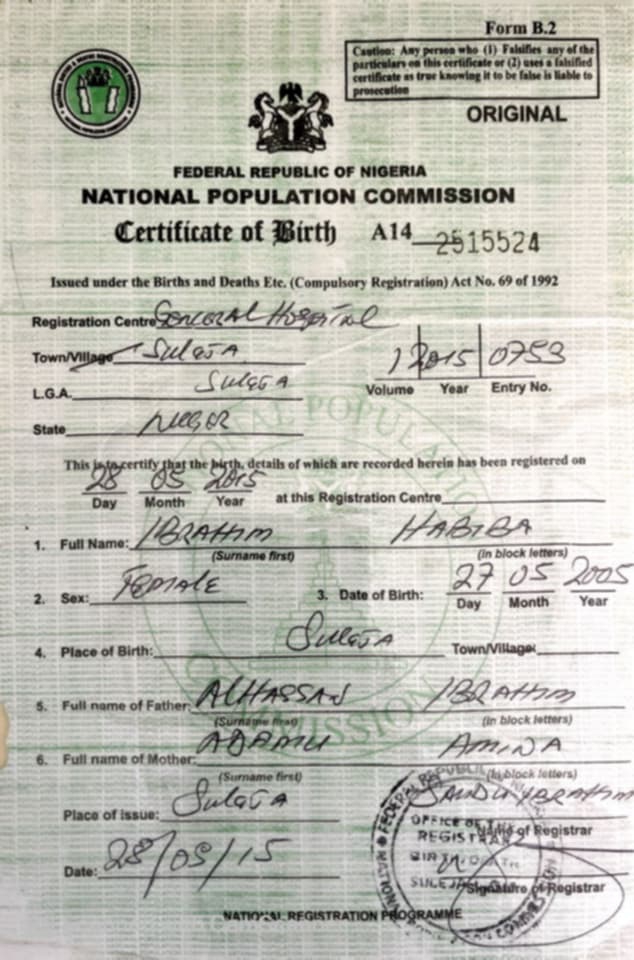 Form B.2
Caution: Any person who (1) Falsifies any of the
particulars on this certificate or (2) uses a falsified
certificate as true knowing it to be false is liable to
prosecution
ORIGINAL
FEDERAL REPUBLIC OF NIGERIA
NATIONAL POPULATION COMMISSION
Certificate of Birth A14 2515524
Issued under the Births and Deaths Etc. (Compulsory Registration) Act No. 69 of 1992
Registration Centre General Hospital
Town/Village SULEJA
1 2015 0753
Volume Year Entry No.
L.G.A. SULEJA
State NIGER
This is to certify that the birth, details of which are recorded herein has been registered on
28 05 2015
Day Month Year at this Registration Centre
1. Full Name: IBRAHIM HABIBA
(Surname first) (in block letters)
2. Sex: FEMALE 3. Date of Birth: 27 05 2005
Day Month Year
4. Place of Birth: SULEJA Town/Village:
5. Full name of Father: ALHASSAN IBRAHIM
(Surname first) (in block letters)
6. Full name of Mother: ADAMU AMINA
(Surname first) (in block letters)
Place of issue: SULEJA Ibrahim
Name of Registrar
OFFICE OF THE
REGISTRAR
Date: 28/05/15
Signature of Registrar
NATIONAL REGISTRATION PROGRAMME